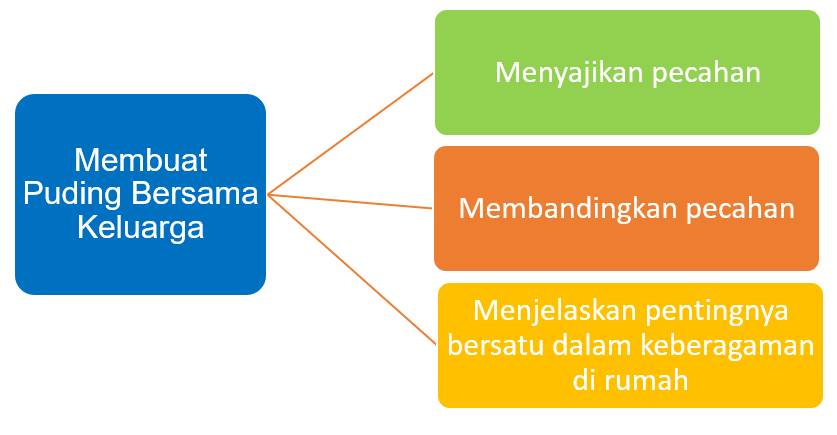 Membuat
Puding Bersama
Keluarga
Menyajikan pecahan
Membandingkan pecahan
Menjelaskan pentingnya
bersatu dalam keberagaman
di rumah